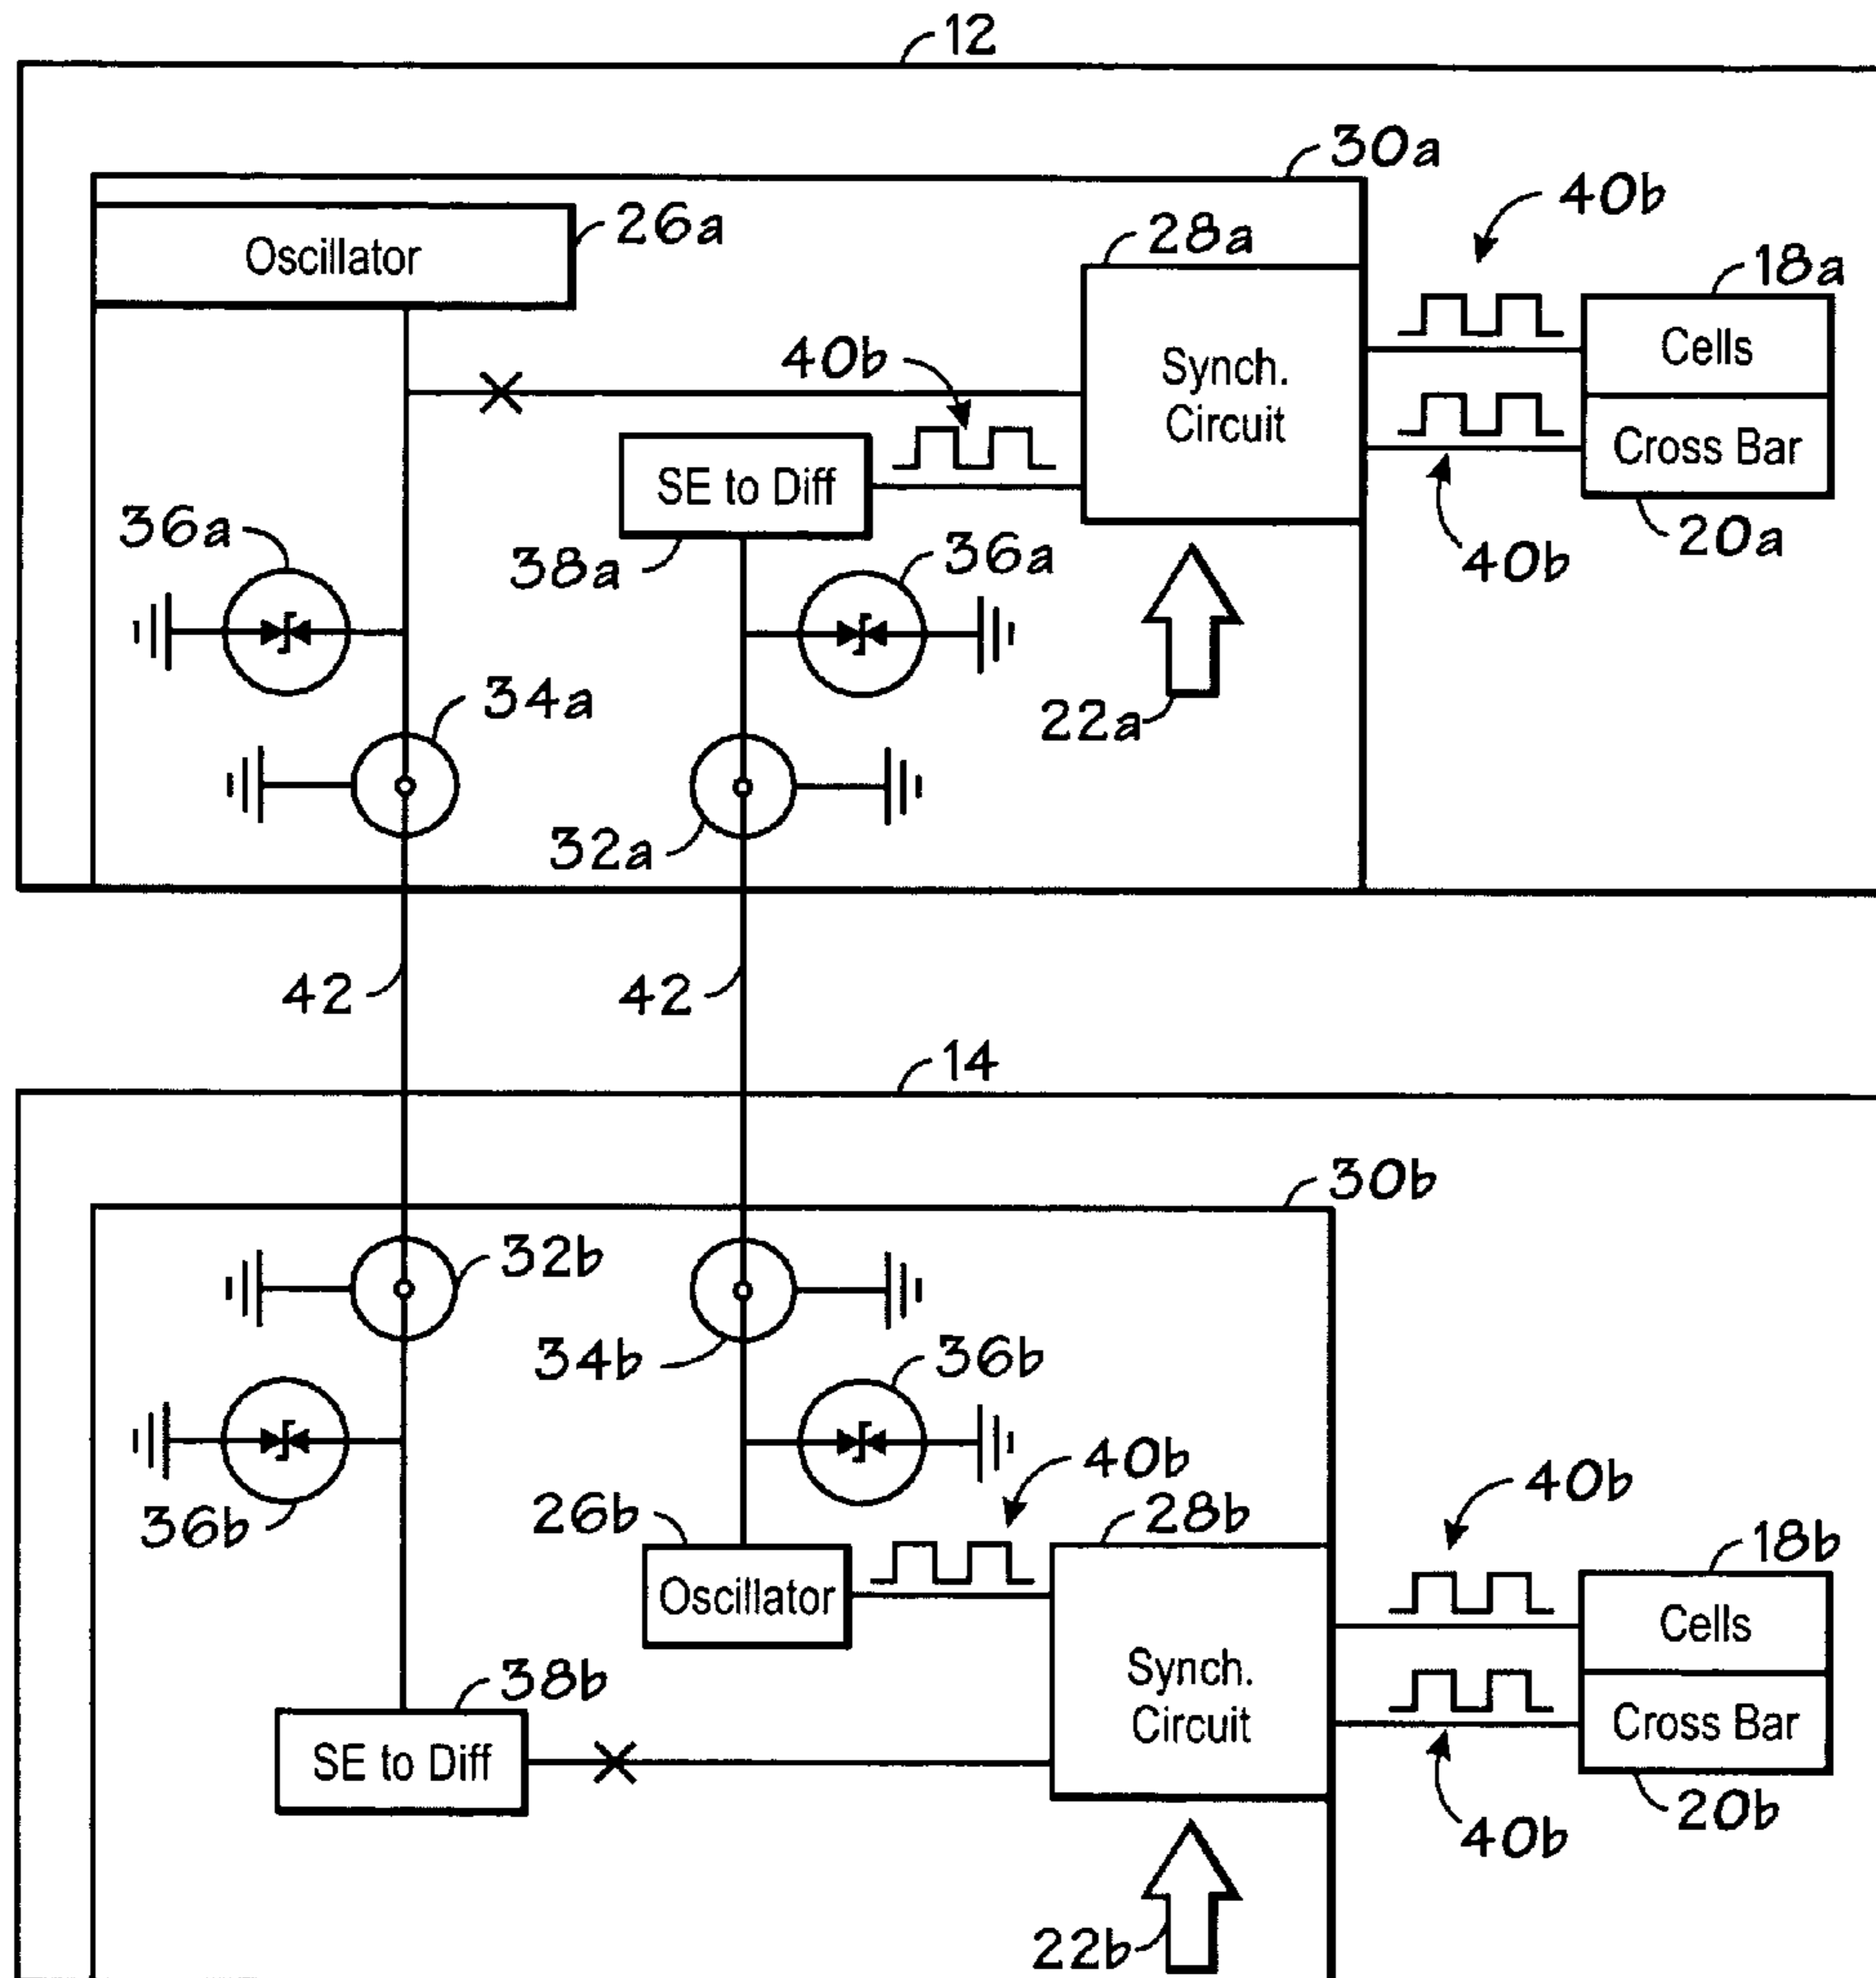 12
30a
26a
Oscillator
28a
40b
18a
Synch.
Circuit
Cells
40b
Cross Bar
SE to Diff
36a
38a
36a
40b
20a
34a
22a
32a
42
42
14
30b
32b
34b
36b
40b
36b
26b
28b
40b
18b
Oscillator
Cells
Synch.
Circuit
38b
SE to Diff
Cross Bar
40b
20b
22b